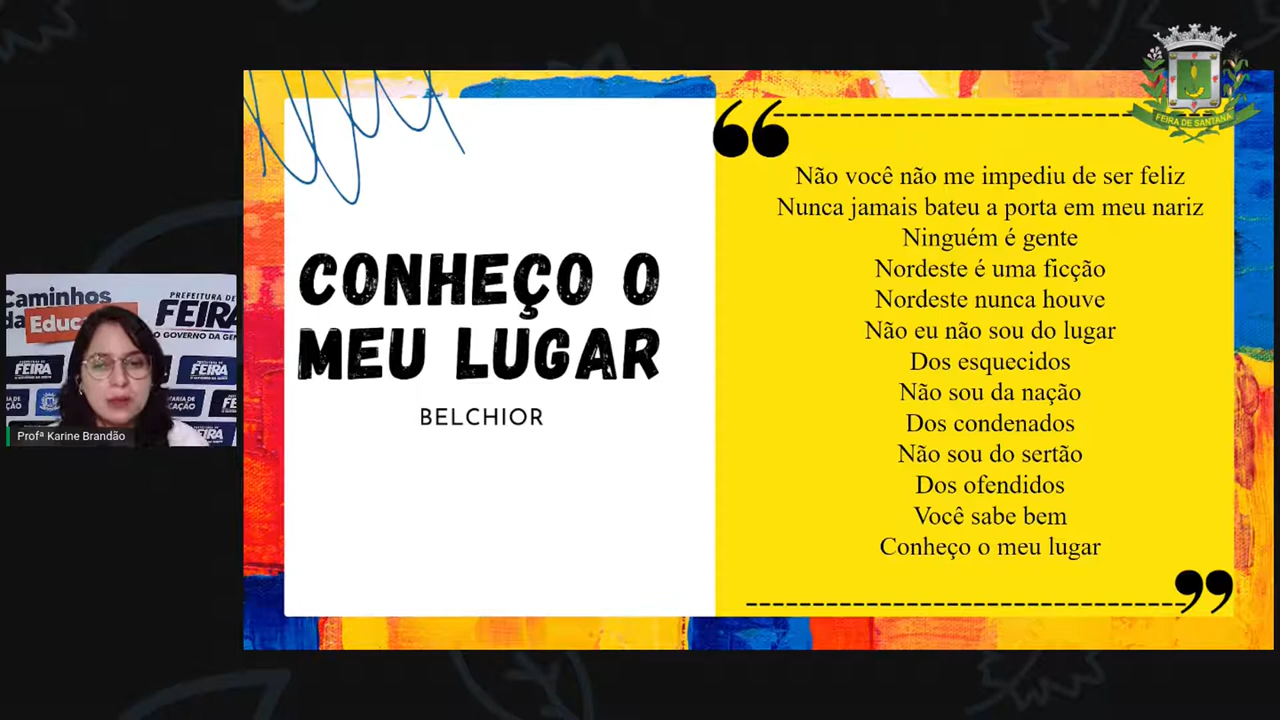 FEIRA DE SANTANA
CONHEÇO O
MEU LUGAR
BELCHIOR
“
Não você não me impediu de ser feliz
Nunca jamais bateu a porta em meu nariz
Ninguém é gente
Nordeste é uma ficção
Nordeste nunca houve
Não eu não sou do lugar
Dos esquecidos
Não sou da nação
Dos condenados
Não sou do sertão
Dos ofendidos
Você sabe bem
Conheço o meu lugar
”
Caminhos
da Educ
PREFEITURA DE
FEIRA
O GOVERNO DA GEN
FEIRA
FEIRA
Profª Karine Brandão